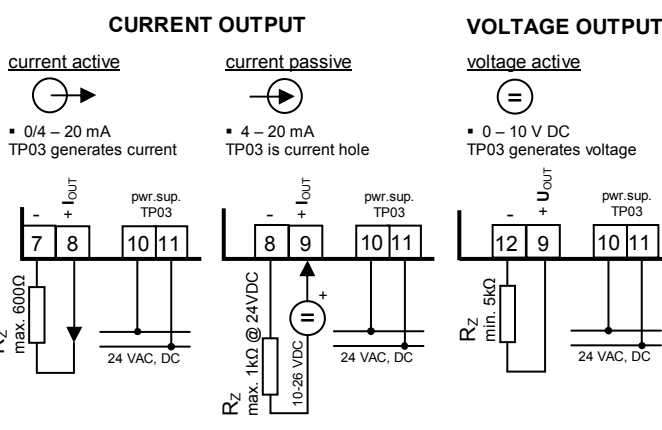 CURRENT OUTPUT
current active
▪ 0/4 – 20 mA
TP03 generates current
- + IOUT
pwr.sup.
TP03
7 8 10 11
RZ
max. 600Ω
24 VAC, DC
current passive
▪ 4 – 20 mA
TP03 is current hole
- + IOUT
pwr.sup.
TP03
8 9 10 11
RZ
max. 1kΩ @ 24VDC
= +
10-26 VDC
24 VAC, DC
VOLTAGE OUTPUT
voltage active
=
▪ 0 – 10 V DC
TP03 generates voltage
- + UOUT
pwr.sup.
TP03
12 9 10 11
RZ
min. 5kΩ
24 VAC, DC